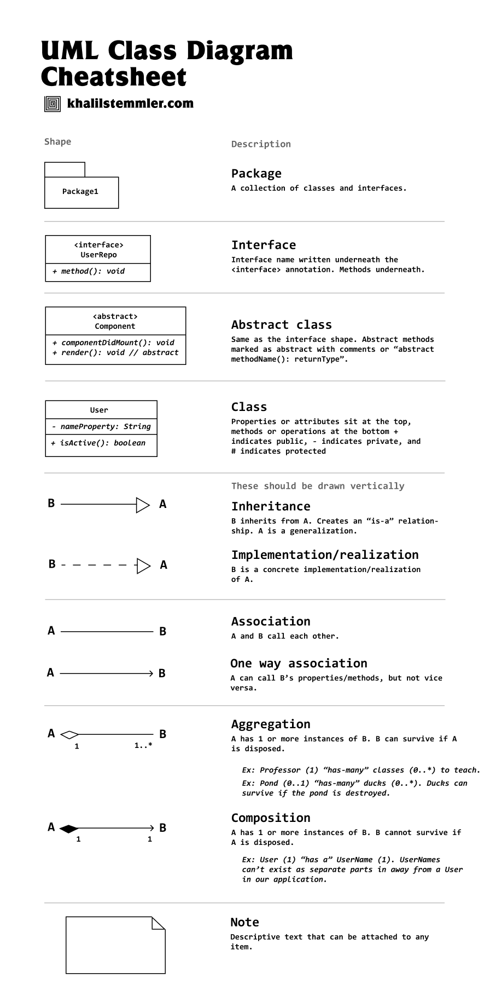 UML Class Diagram
Cheatsheet
khalilstemmler.com
Shape
Description
Package1
Package
A collection of classes and interfaces.
<interface>
UserRepo
+ method(): void
Interface
Interface name written underneath the
<interface> annotation. Methods underneath.
<abstract>
Component
+ componentDidMount(): void
+ render(): void // abstract
Abstract class
Same as the interface shape. Abstract methods
marked as abstract with comments or “abstract
methodName(): returnType”.
User
- nameProperty: String
+ isActive(): boolean
Class
Properties or attributes sit at the top,
methods or operations at the bottom +
indicates public, - indicates private, and
# indicates protected
These should be drawn vertically
B A
Inheritance
B inherits from A. Creates an “is-a” relation-
ship. A is a generalization.
B A
Implementation/realization
B is a concrete implementation/realization
of A.
A B
Association
A and B call each other.
A B
One way association
A can call B’s properties/methods, but not vice
versa.
A B
1 1..*
Aggregation
A has 1 or more instances of B. B can survive if A
is disposed.
Ex: Professor (1) “has-many” classes (0..*) to teach.
Ex: Pond (0..1) “has-many” ducks (0..*). Ducks can
survive if the pond is destroyed.
A B
1 1
Composition
A has 1 or more instances of B. B cannot survive if
A is disposed.
Ex: User (1) “has a” UserName (1). UserNames
can’t exist as separate parts in away from a User
in our application.
Note
Descriptive text that can be attached to any
item.